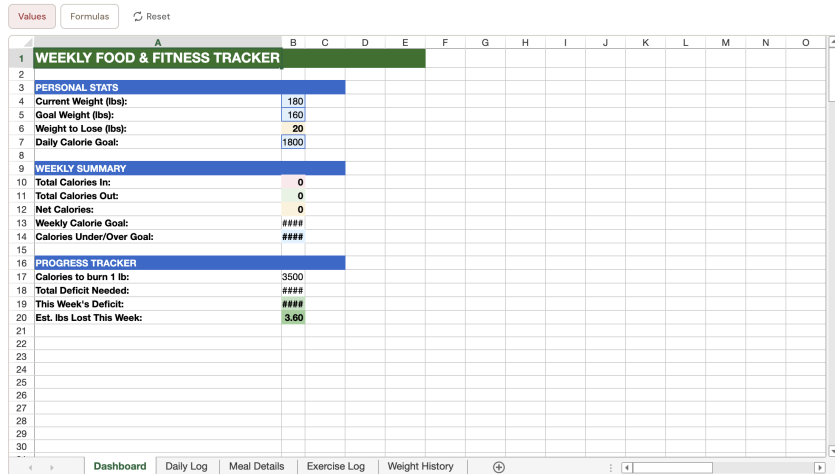 Values Formulas Reset
A B C D E F G H I J K L M N O
1 WEEKLY FOOD & FITNESS TRACKER
2
3 PERSONAL STATS
4 Current Weight (lbs): 180
5 Goal Weight (lbs): 160
6 Weight to Lose (lbs): 20
7 Daily Calorie Goal: 1800
8
9 WEEKLY SUMMARY
10 Total Calories In: 0
11 Total Calories Out: 0
12 Net Calories: 0
13 Weekly Calorie Goal: ####
14 Calories Under/Over Goal: ####
15
16 PROGRESS TRACKER
17 Calories to burn 1 lb: 3500
18 Total Deficit Needed: ####
19 This Week's Deficit: ####
20 Est. lbs Lost This Week: 3.60
21
22
23
24
25
26
27
28
29
30
Dashboard Daily Log Meal Details Exercise Log Weight History